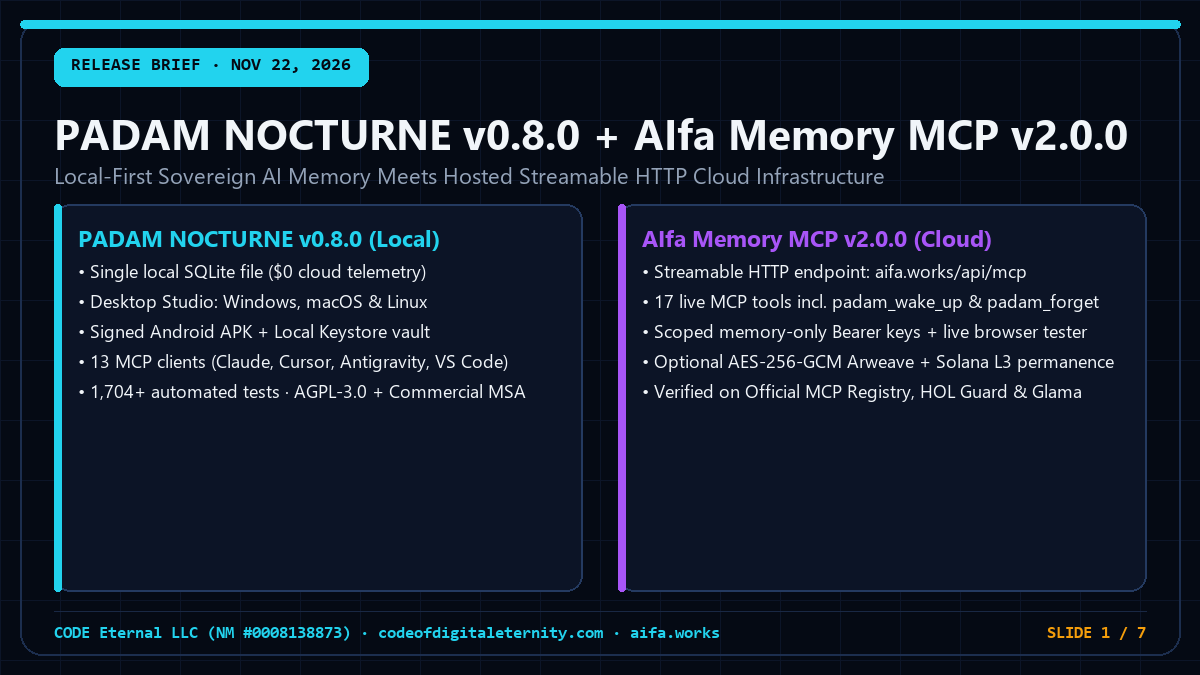 RELEASE BRIEF · NOV 22, 2026
PADAM NOCTURNE v0.8.0 + AIfa Memory MCP v2.0.0
Local-First Sovereign AI Memory Meets Hosted Streamable HTTP Cloud Infrastructure
PADAM NOCTURNE v0.8.0 (Local)
• Single local SQLite file ($0 cloud telemetry)
• Desktop Studio: Windows, macOS & Linux
• Signed Android APK + Local Keystore vault
• 13 MCP clients (Claude, Cursor, Antigravity, VS Code)
• 1,704+ automated tests · AGPL-3.0 + Commercial MSA
AIfa Memory MCP v2.0.0 (Cloud)
• Streamable HTTP endpoint: aifa.works/api/mcp
• 17 live MCP tools incl. padam_wake_up & padam_forget
• Scoped memory-only Bearer keys + live browser tester
• Optional AES-256-GCM Arweave + Solana L3 permanence
• Verified on Official MCP Registry, HOL Guard & Glama
CODE Eternal LLC (NM #0008138873) · codeofdigitaleternity.com · aifa.works
SLIDE 1 / 7